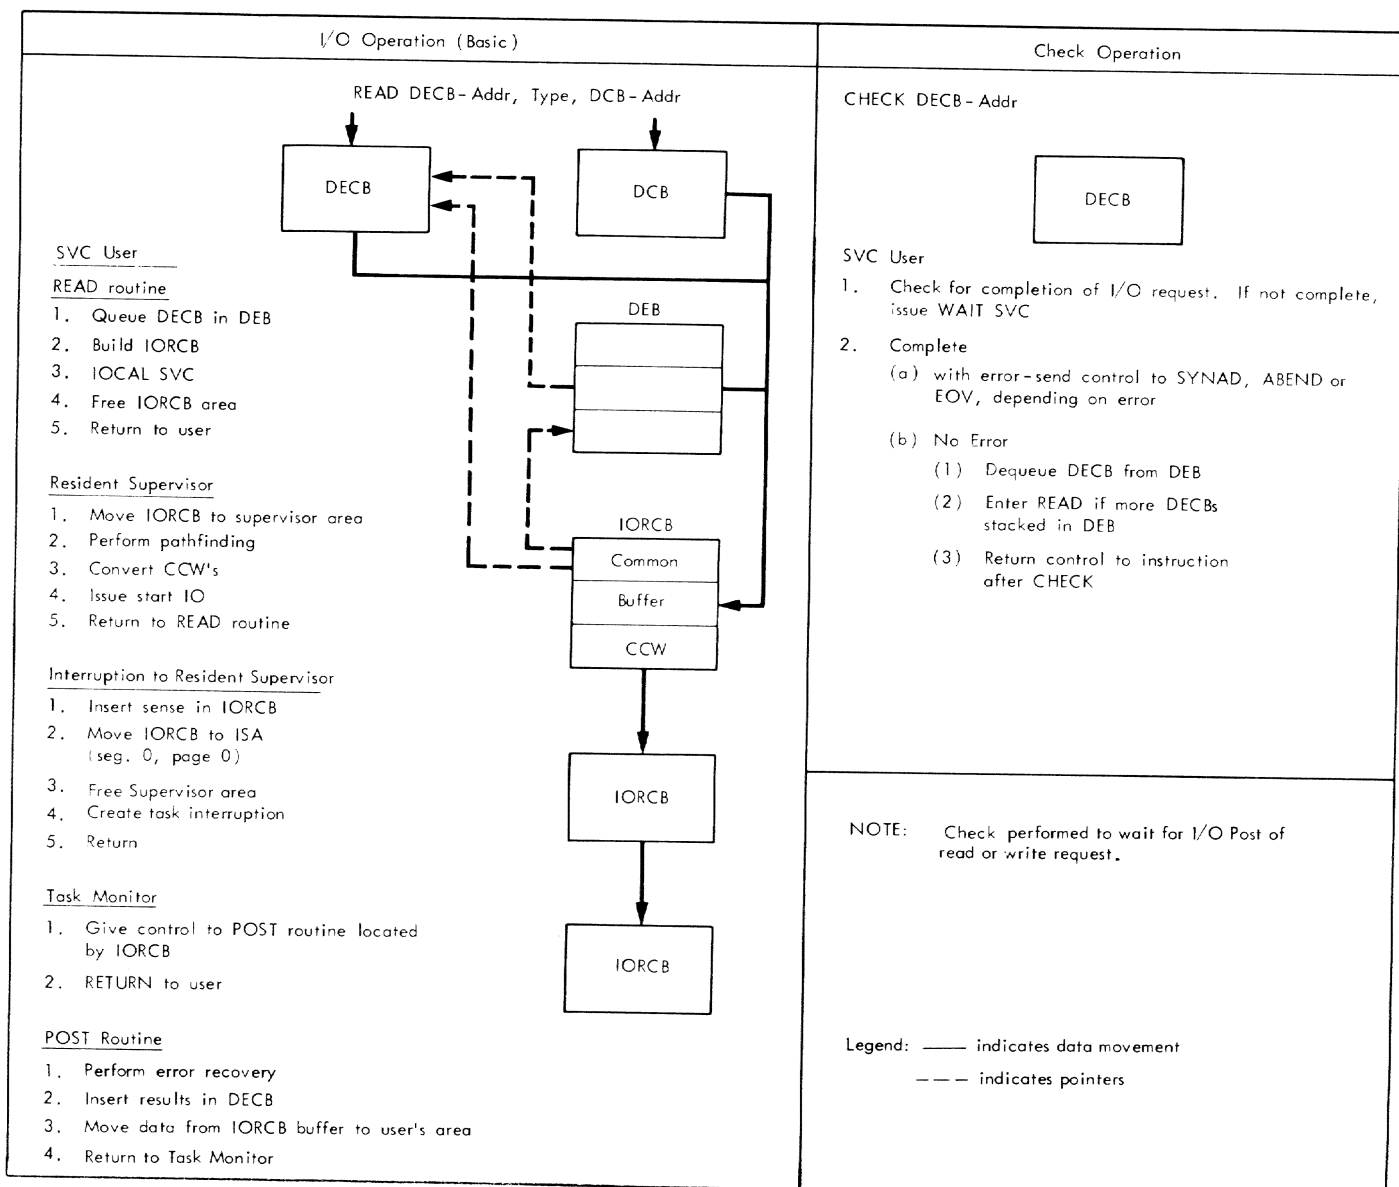 I/O Operation (Basic)
READ DECB-Addr, Type, DCB-Addr
DECB
DCB
SVC User
READ routine
1. Queue DECB in DEB
2. Build IORCB
3. IOCAL SVC
4. Free IORCB area
5. Return to user
DEB
Resident Supervisor
1. Move IORCB to supervisor area
2. Perform pathfinding
3. Convert CCW's
4. Issue start IO
5. Return to READ routine
IORCB
Common
Buffer
CCW
Interruption to Resident Supervisor
1. Insert sense in IORCB
2. Move IORCB to ISA
(seg. 0, page 0)
3. Free Supervisor area
4. Create task interruption
5. Return
IORCB
Task Monitor
1. Give control to POST routine located
by IORCB
2. RETURN to user
IORCB
POST Routine
1. Perform error recovery
2. Insert results in DECB
3. Move data from IORCB buffer to user's area
4. Return to Task Monitor
Check Operation
CHECK DECB-Addr
DECB
SVC User
1. Check for completion of I/O request. If not complete,
issue WAIT SVC
2. Complete
(a) with error-send control to SYNAD, ABEND or
EOV, depending on error
(b) No Error
(1) Dequeue DECB from DEB
(2) Enter READ if more DECBs
stacked in DEB
(3) Return control to instruction
after CHECK
NOTE: Check performed to wait for I/O Post of
read or write request.
Legend: —— indicates data movement
--- indicates pointers